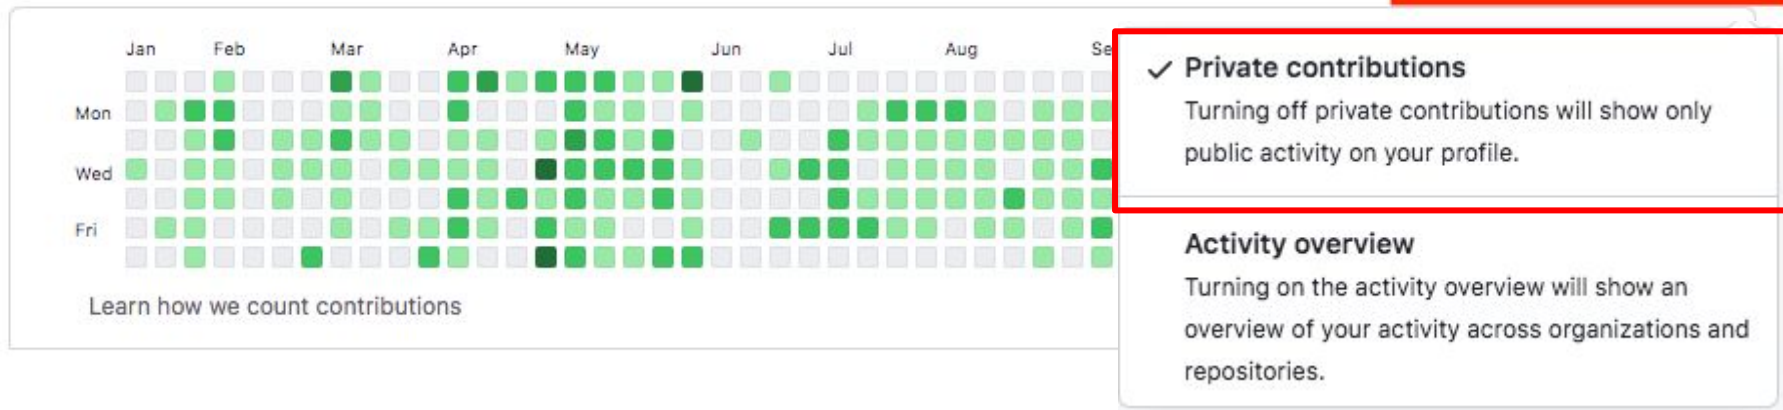 Jan Feb Mar Apr May Jun Jul Aug Se
Mon
Wed
Fri
Learn how we count contributions
✓ Private contributions
Turning off private contributions will show only
public activity on your profile.
Activity overview
Turning on the activity overview will show an
overview of your activity across organizations and
repositories.